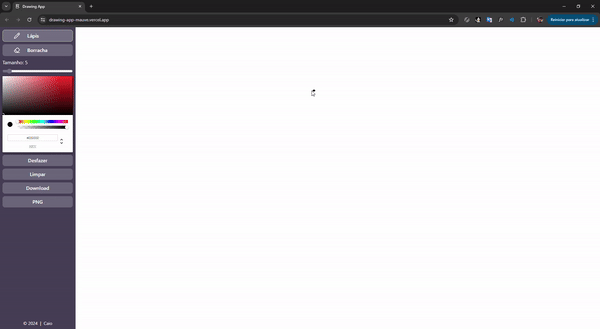 Drawing App
drawing-app-mauve.vercel.app
Reiniciar para atualizar
Lápis
Borracha
Tamanho: 5
#000000
HEX
Desfazer
Limpar
Download
PNG
© 2024 | Caio